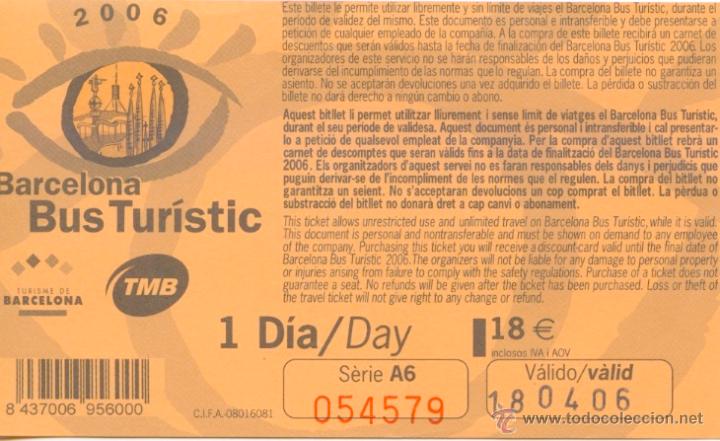 2006
Barcelona
Bus Turístic
TURISME DE
BARCELONA
TMB
Este billete le permite utilizar libremente y sin límite de viajes el Barcelona Bus Turístic, durante el
período de validez del mismo. Este documento es personal e intransferible y debe presentarse a
petición de cualquier empleado de la compañía. A la compra de este billete recibirá un carnet de
descuentos que serán válidos hasta la fecha de finalización del Barcelona Bus Turístic 2006. Los
organizadores de este servicio no se harán responsables de los daños y perjuicios que pudieran
derivarse del incumplimiento de las normas que lo regulan. La compra del billete no garantiza un
asiento. No se aceptarán devoluciones una vez adquirido el billete. La pérdida o sustracción del
billete no dará derecho a ningún cambio o abono.
Aquest bitllet li permet utilitzar lliurement i sense límit de viatges el Barcelona Bus Turístic,
durant el seu període de validesa. Aquest document és personal i intransferible i cal presentar-
lo a petició de qualsevol empleat de la companyia. Per la compra d'aquest bitllet rebrà un
carnet de descomptes que seran vàlids fins a la data de finalització del Barcelona Bus Turístic
2006. Els organitzadors d'aquest servei no es faran responsables dels danys i perjudicis que
puguin derivar-se de l'incompliment de les normes que el regulen. La compra del bitllet no
garantitza un seient. No s'acceptaran devolucions un cop comprat el bitllet. La pèrdua o
substracció del bitllet no donarà dret a cap canvi o abonament.
This ticket allows unrestricted use and unlimited travel on Barcelona Bus Turístic, while it is valid.
This document is personal and nontransferable and must be shown on demand to any employee
of the company. Purchasing this ticket you will receive a discount-card valid until the final date of
Barcelona Bus Turístic 2006.The organizers will not be liable for any damage to personal property
or injuries arising from failure to comply with the safety regulations. Purchase of a ticket does not
guarantee a seat. No refunds will be given after the ticket has been purchased. Loss or theft of
the travel ticket will not give right to any change or refund.
1 Día/Day
18 €
inclosos IVA i AOV
Sèrie A6
054579
Válido/vàlid
180406
8 437006 956000
C.I.F.A.-08016081
© www.todocoleccion.net